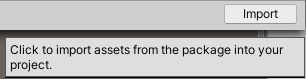 Import
Click to import assets from the package into your
project.